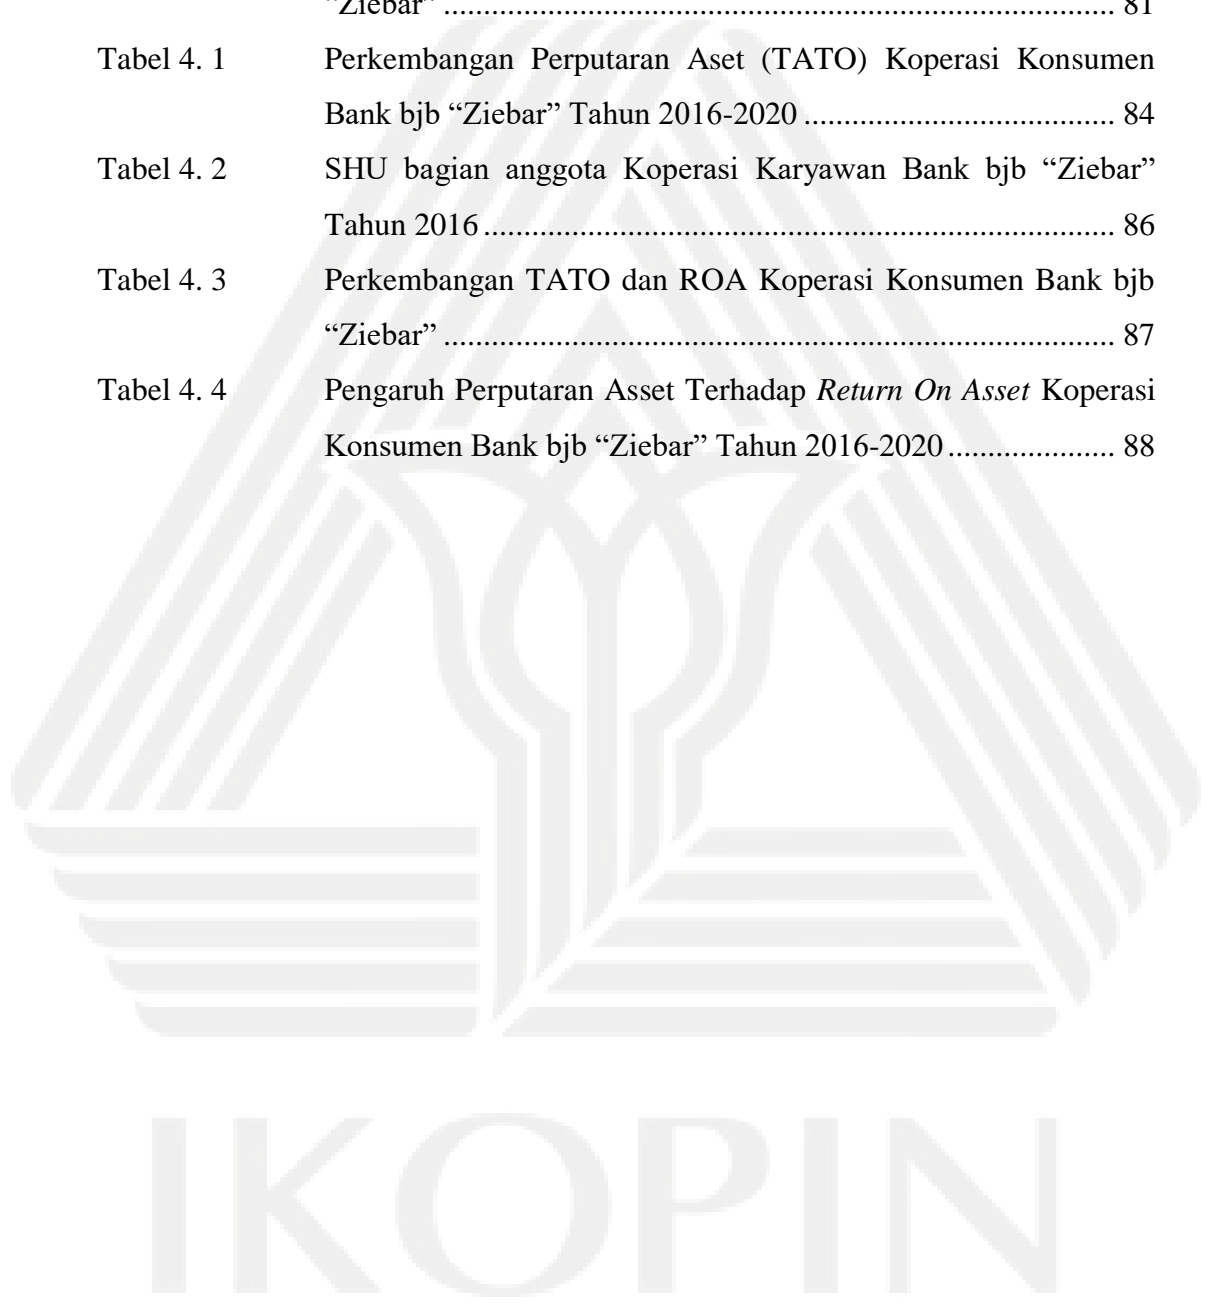 “Ziebar” ..................................................................................... 81
Tabel 4. 1 Perkembangan Perputaran Aset (TATO) Koperasi Konsumen
Bank bjb “Ziebar” Tahun 2016-2020 ....................................... 84
Tabel 4. 2 SHU bagian anggota Koperasi Karyawan Bank bjb “Ziebar”
Tahun 2016 ................................................................................ 86
Tabel 4. 3 Perkembangan TATO dan ROA Koperasi Konsumen Bank bjb
“Ziebar” ..................................................................................... 87
Tabel 4. 4 Pengaruh Perputaran Asset Terhadap Return On Asset Koperasi
Konsumen Bank bjb “Ziebar” Tahun 2016-2020 ..................... 88
IKOPIN